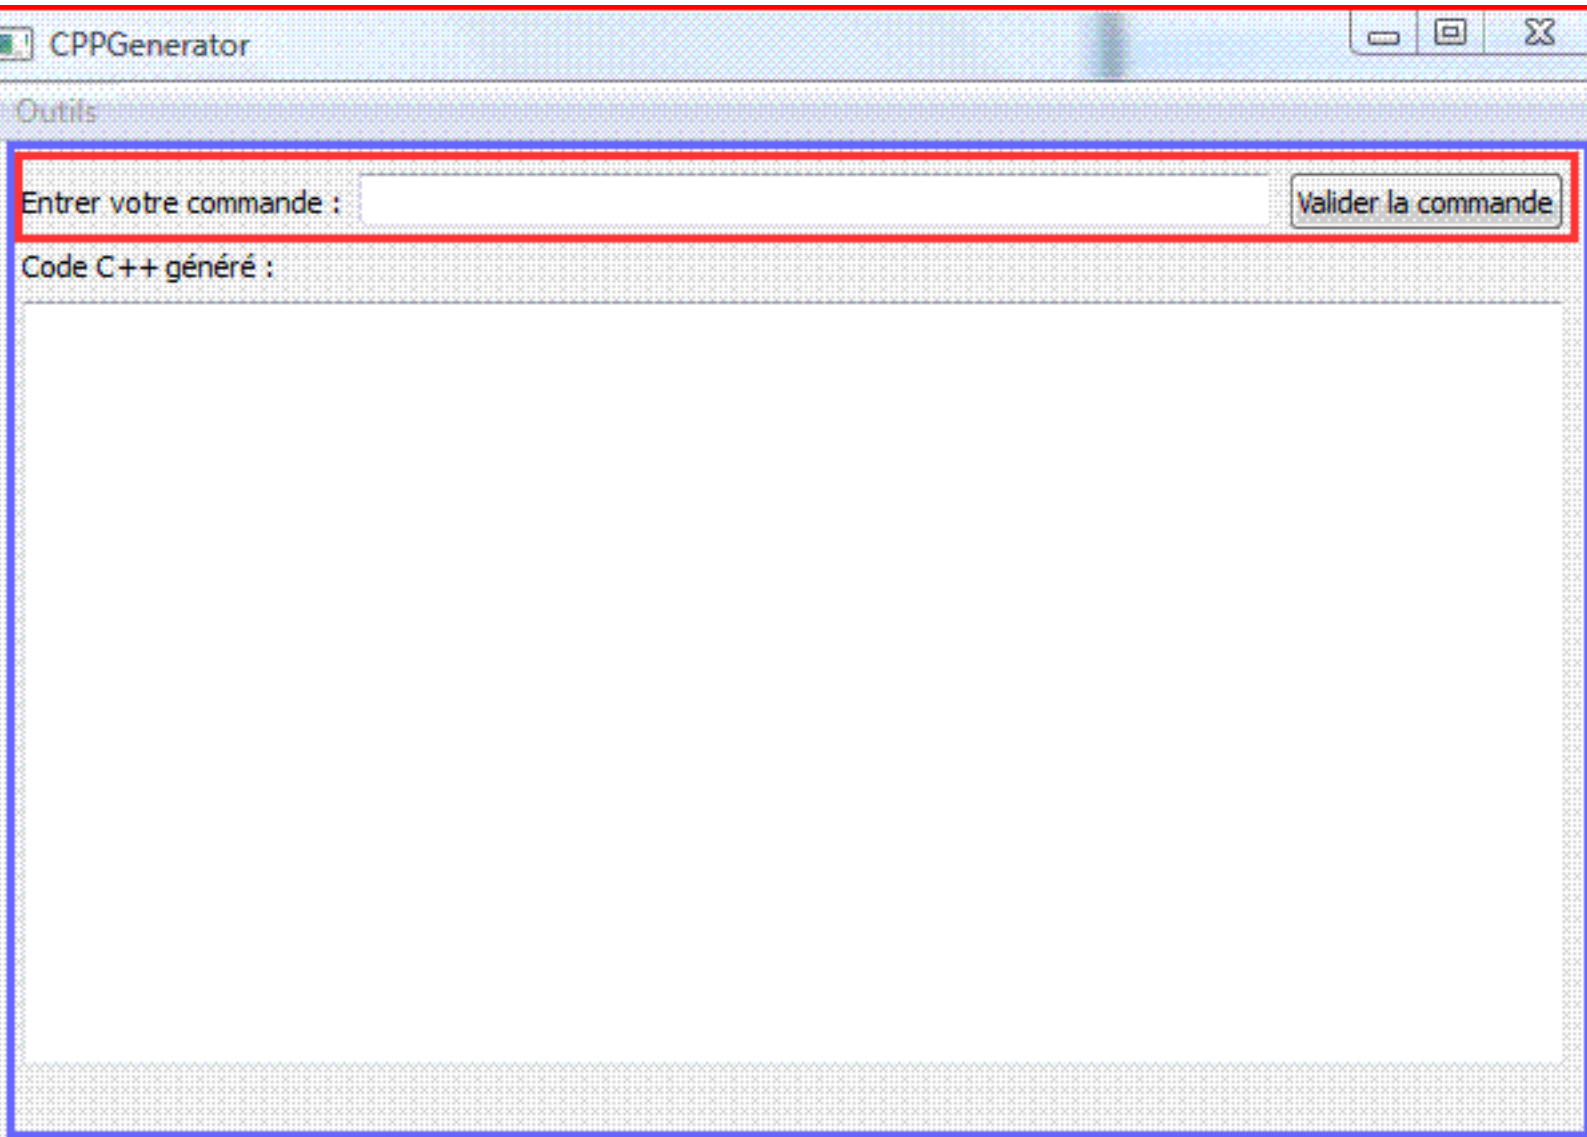 CPPGenerator
Outils
Entrer votre commande : Valider la commande
Code C++ généré :